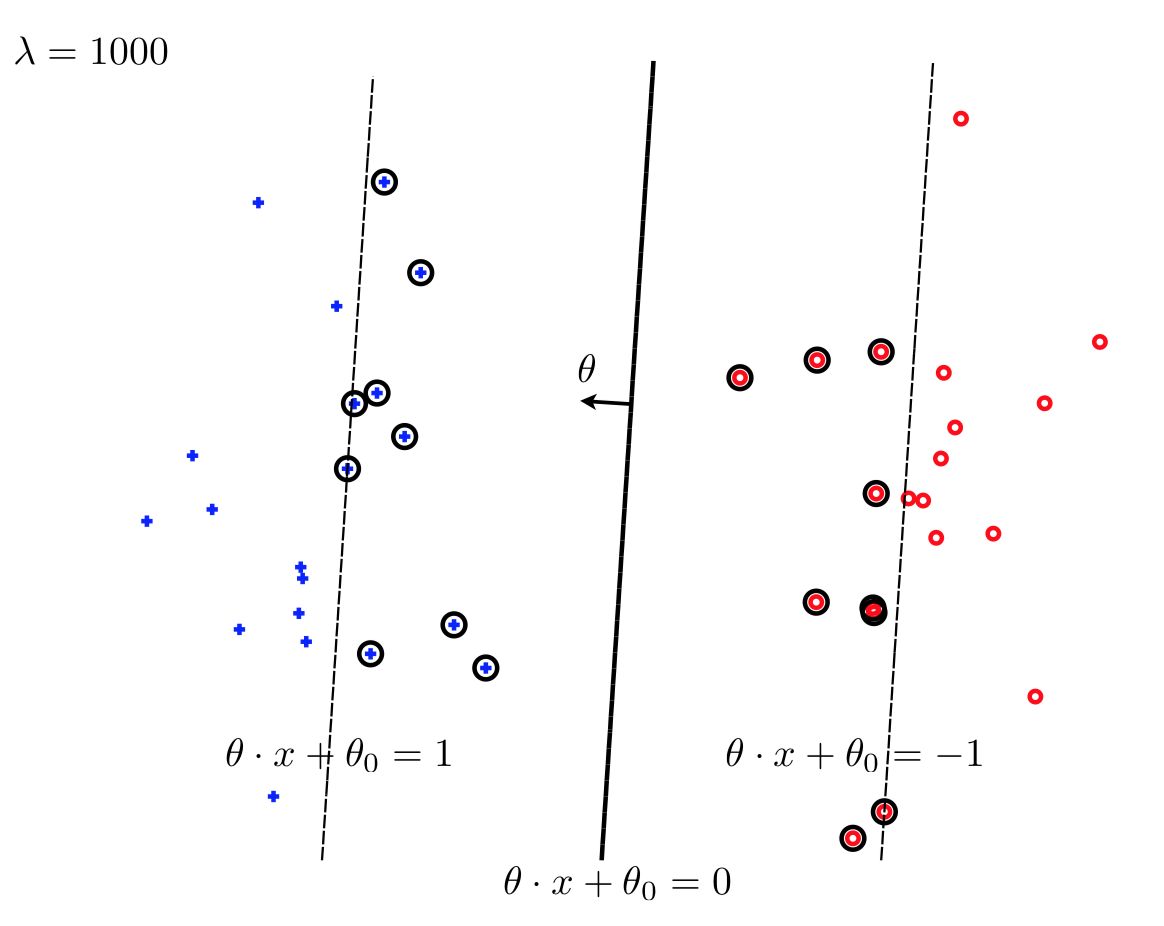 λ = 1000
θ
θ · x + θ₀ = 1
θ · x + θ₀ = −1
θ · x + θ₀ = 0